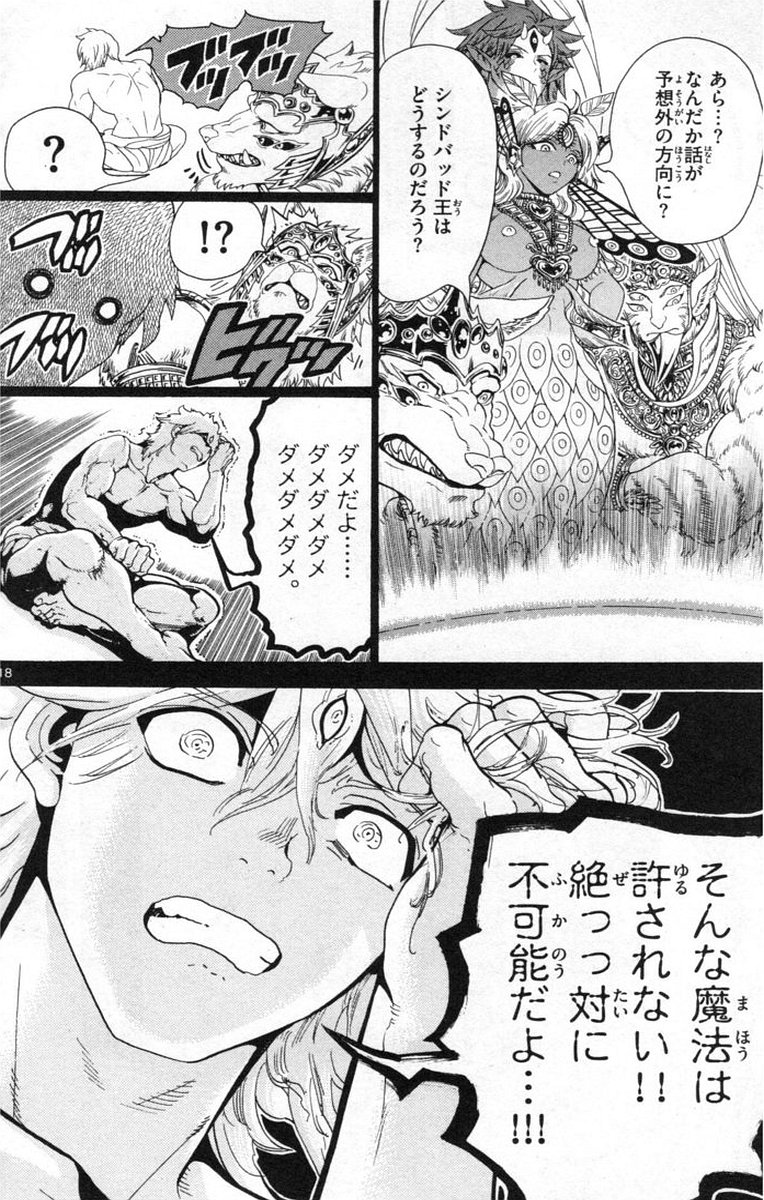 あら…?
なんだか話が
予想外の方向に?
シンドバッド王は
どうするのだろう?
ブツブツ
?
!?
ビクッ
ブツ
ブツ
ダメだよ……
ダメダメダメ
ダメダメダメ。
18
そんな魔法は
許されない!!
絶っっ対に
不可能だよ…!!!